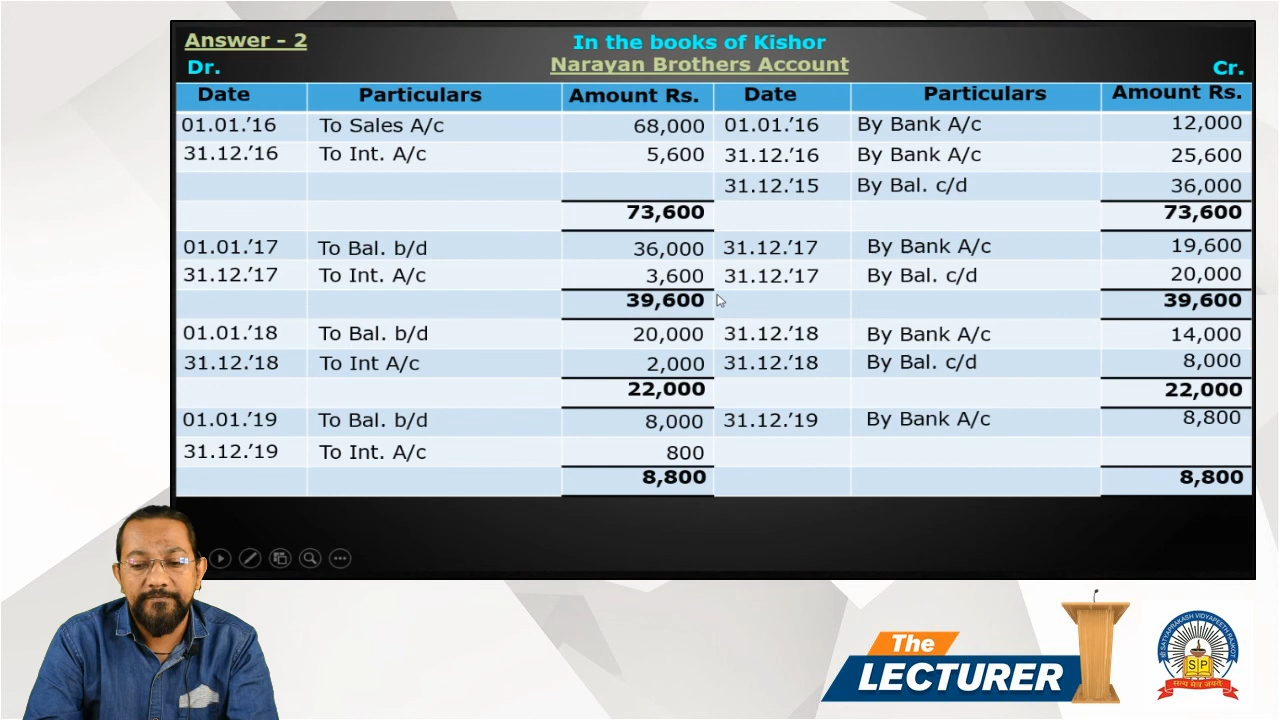 Answer – 2
In the books of Kishor
Dr.
Narayan Brothers Account
Cr.
Date Particulars Amount Rs. Date Particulars Amount Rs.
01.01.’16 To Sales A/c 68,000 01.01.’16 By Bank A/c 12,000
31.12.’16 To Int. A/c 5,600 31.12.’16 By Bank A/c 25,600
31.12.’15 By Bal. c/d 36,000
73,600 73,600
01.01.’17 To Bal. b/d 36,000 31.12.’17 By Bank A/c 19,600
31.12.’17 To Int. A/c 3,600 31.12.’17 By Bal. c/d 20,000
39,600 39,600
01.01.’18 To Bal. b/d 20,000 31.12.’18 By Bank A/c 14,000
31.12.’18 To Int A/c 2,000 31.12.’18 By Bal. c/d 8,000
22,000 22,000
01.01.’19 To Bal. b/d 8,000 31.12.’19 By Bank A/c 8,800
31.12.’19 To Int. A/c 800
8,800 8,800
The
LECTURER
SATYAPRAKASH VIDYAPEETH RAJKOT
SP
सत्य मेव जयते